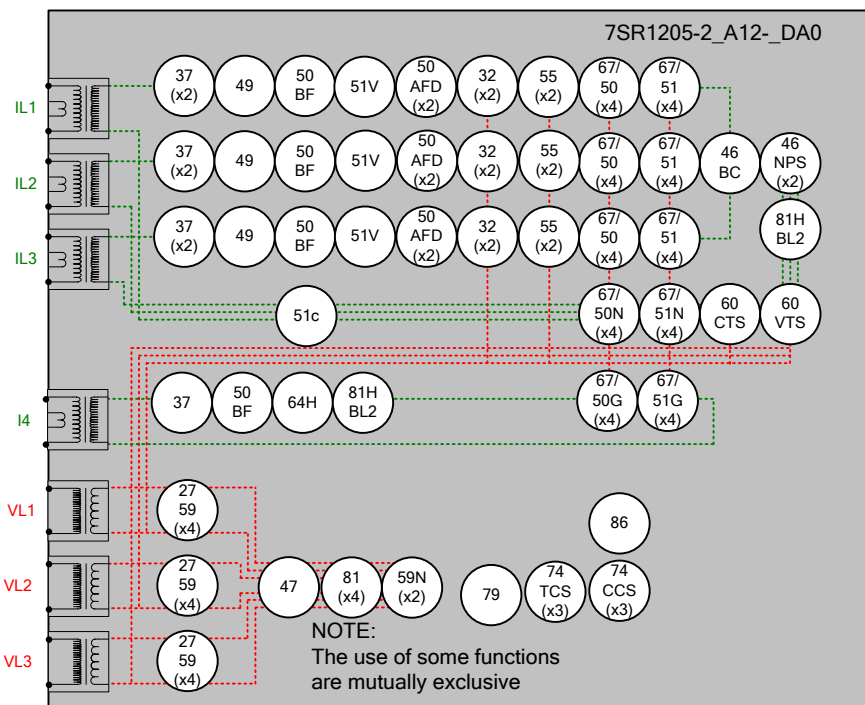 7SR1205-2_A12-_DA0
IL1
37
(x2)
49
50
BF
51V
50
AFD
(x2)
32
(x2)
55
(x2)
67/
50
(x4)
67/
51
(x4)
IL2
37
(x2)
49
50
BF
51V
50
AFD
(x2)
32
(x2)
55
(x2)
67/
50
(x4)
67/
51
(x4)
46
BC
46
NPS
(x2)
IL3
37
(x2)
49
50
BF
51V
50
AFD
(x2)
32
(x2)
55
(x2)
67/
50
(x4)
67/
51
(x4)
81H
BL2
51c
67/
50N
(x4)
67/
51N
(x4)
60
CTS
60
VTS
I4
37
50
BF
64H
81H
BL2
67/
50G
(x4)
67/
51G
(x4)
VL1
27
59
(x4)
86
VL2
27
59
(x4)
47
81
(x4)
59N
(x2)
79
74
TCS
(x3)
74
CCS
(x3)
VL3
27
59
(x4)
NOTE:
The use of some functions
are mutually exclusive